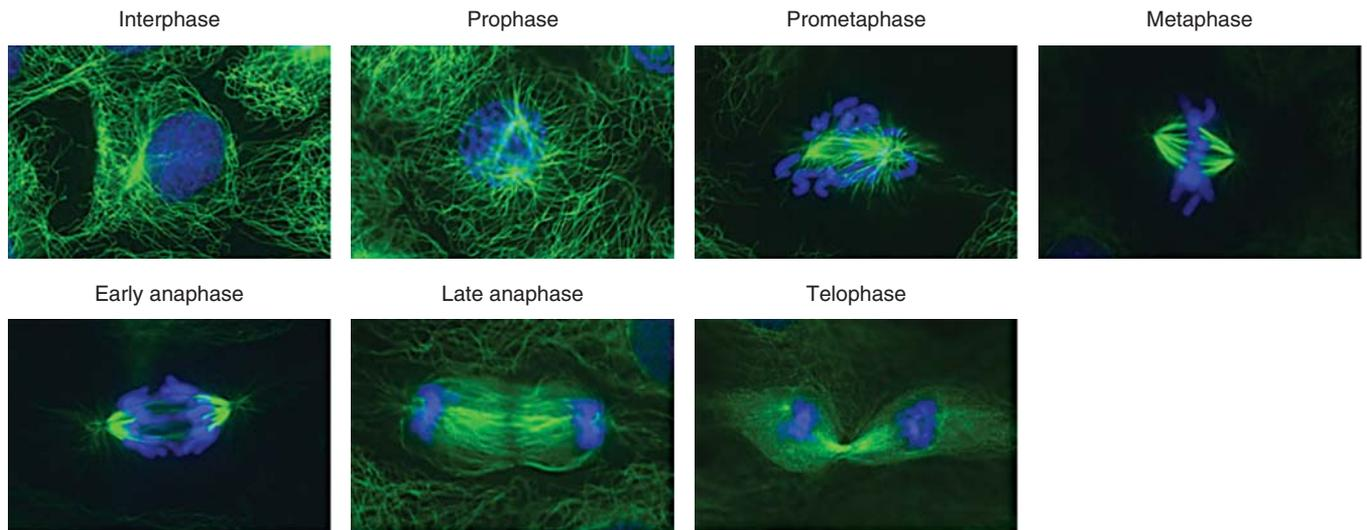 Interphase
Prophase
Prometaphase
Metaphase
Early anaphase
Late anaphase
Telophase